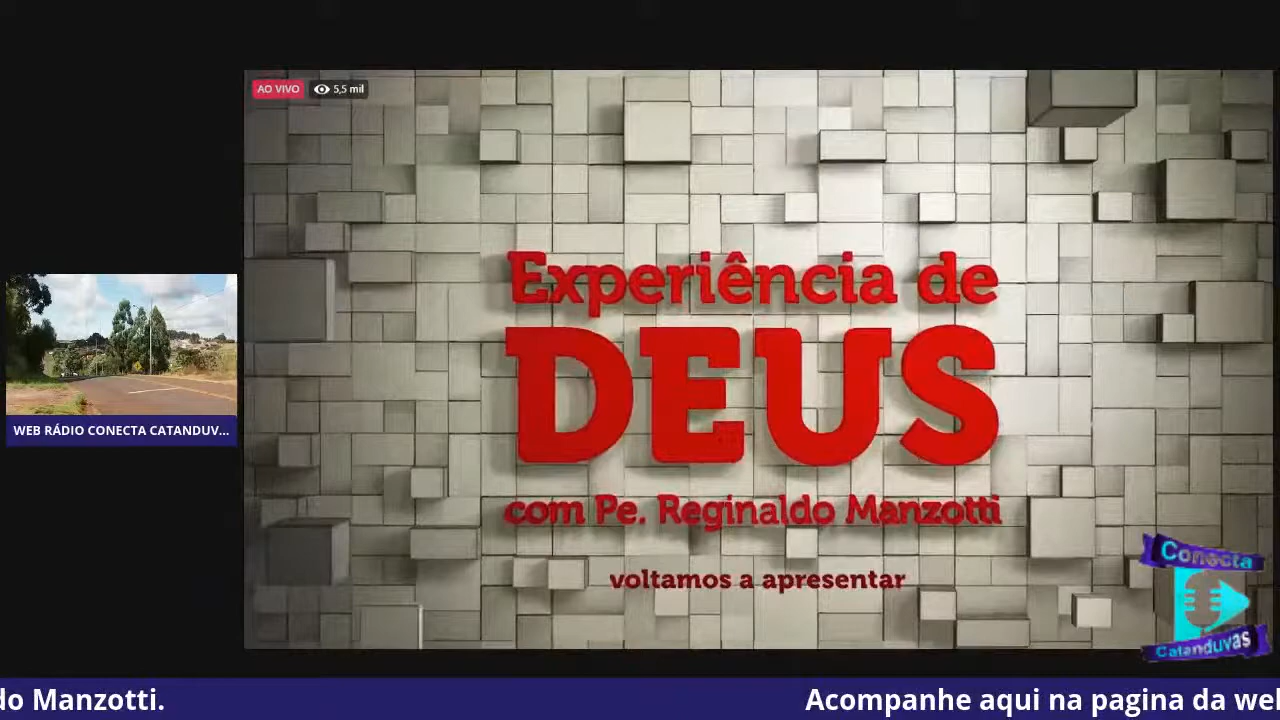 AO VIVO 5,5 mil
Experiência de
DEUS
com Pe. Reginaldo Manzotti
voltamos a apresentar
WEB RÁDIO CONECTA CATANDUV...
Conecta
Catanduvas
do Manzotti. Acompanhe aqui na pagina da web